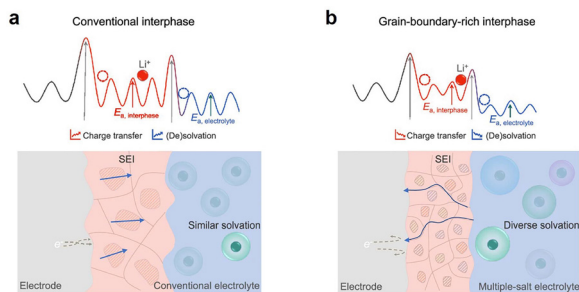 a
Conventional interphase
Li⁺
Eₐ, interphase
Eₐ, electrolyte
Charge transfer
(De)solvation
SEI
Similar solvation
e⁻
Electrode
Conventional electrolyte
b
Grain-boundary-rich interphase
Li⁺
Eₐ, interphase
Eₐ, electrolyte
Charge transfer
(De)solvation
SEI
Diverse solvation
e⁻
Electrode
Multiple-salt electrolyte